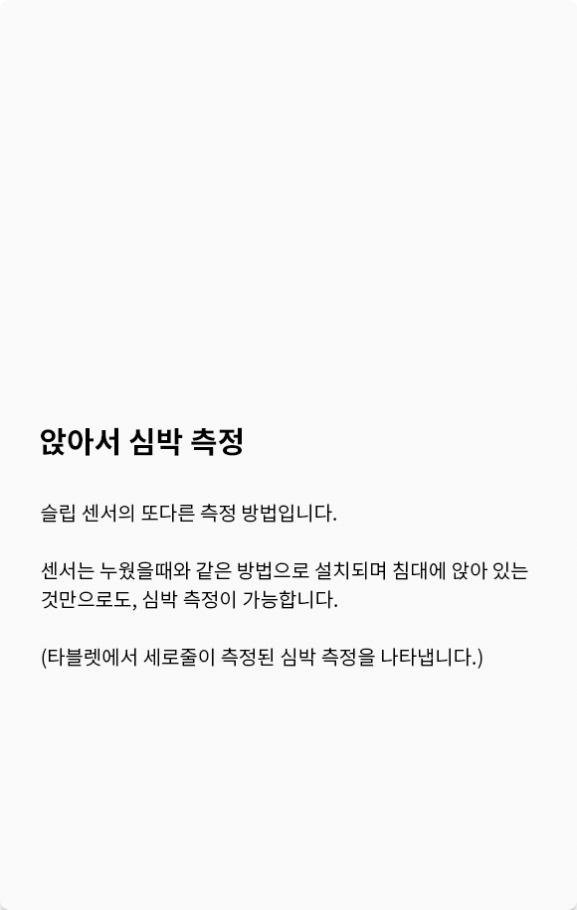 앉아서 심박 측정
슬립 센서의 또다른 측정 방법입니다.
센서는 누웠을때와 같은 방법으로 설치되며 침대에 앉아 있는
것만으로도, 심박 측정이 가능합니다.
(타블렛에서 세로줄이 측정된 심박 측정을 나타냅니다.)